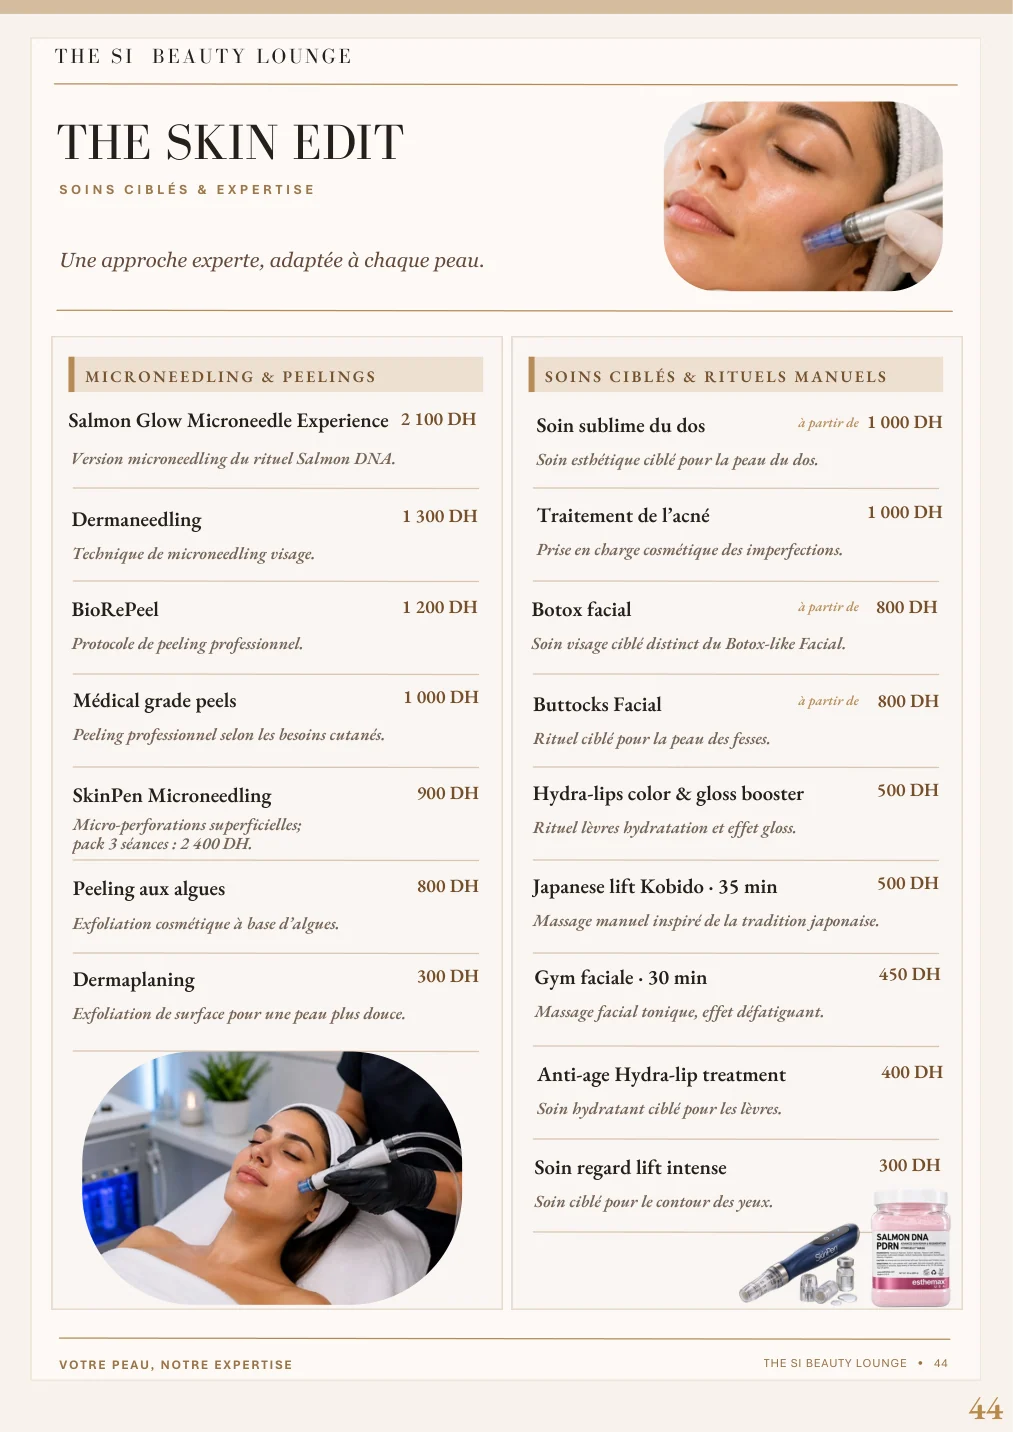 THE SI BEAUTY LOUNGE
THE SKIN EDIT
SOINS CIBLÉS & EXPERTISE
Une approche experte, adaptée à chaque peau.
MICRONEEDLING & PEELINGS
Salmon Glow Microneedle Experience 2 100 DH
Version microneedling du rituel Salmon DNA.
Dermaneedling 1 300 DH
Technique de microneedling visage.
BioRePeel 1 200 DH
Protocole de peeling professionnel.
Médical grade peels 1 000 DH
Peeling professionnel selon les besoins cutanés.
SkinPen Microneedling 900 DH
Micro-perforations superficielles;
pack 3 séances : 2 400 DH.
Peeling aux algues 800 DH
Exfoliation cosmétique à base d’algues.
Dermaplaning 300 DH
Exfoliation de surface pour une peau plus douce.
SOINS CIBLÉS & RITUELS MANUELS
Soin sublime du dos à partir de 1 000 DH
Soin esthétique ciblé pour la peau du dos.
Traitement de l’acné 1 000 DH
Prise en charge cosmétique des imperfections.
Botox facial à partir de 800 DH
Soin visage ciblé distinct du Botox-like Facial.
Buttocks Facial à partir de 800 DH
Rituel ciblé pour la peau des fesses.
Hydra-lips color & gloss booster 500 DH
Rituel lèvres hydratation et effet gloss.
Japanese lift Kobido · 35 min 500 DH
Massage manuel inspiré de la tradition japonaise.
Gym faciale · 30 min 450 DH
Massage facial tonique, effet défatiguant.
Anti-age Hydra-lip treatment 400 DH
Soin hydratant ciblé pour les lèvres.
Soin regard lift intense 300 DH
Soin ciblé pour le contour des yeux.
SkinPen
SALMON DNA
PDRN
esthemax
VOTRE PEAU, NOTRE EXPERTISE
THE SI BEAUTY LOUNGE • 44
44